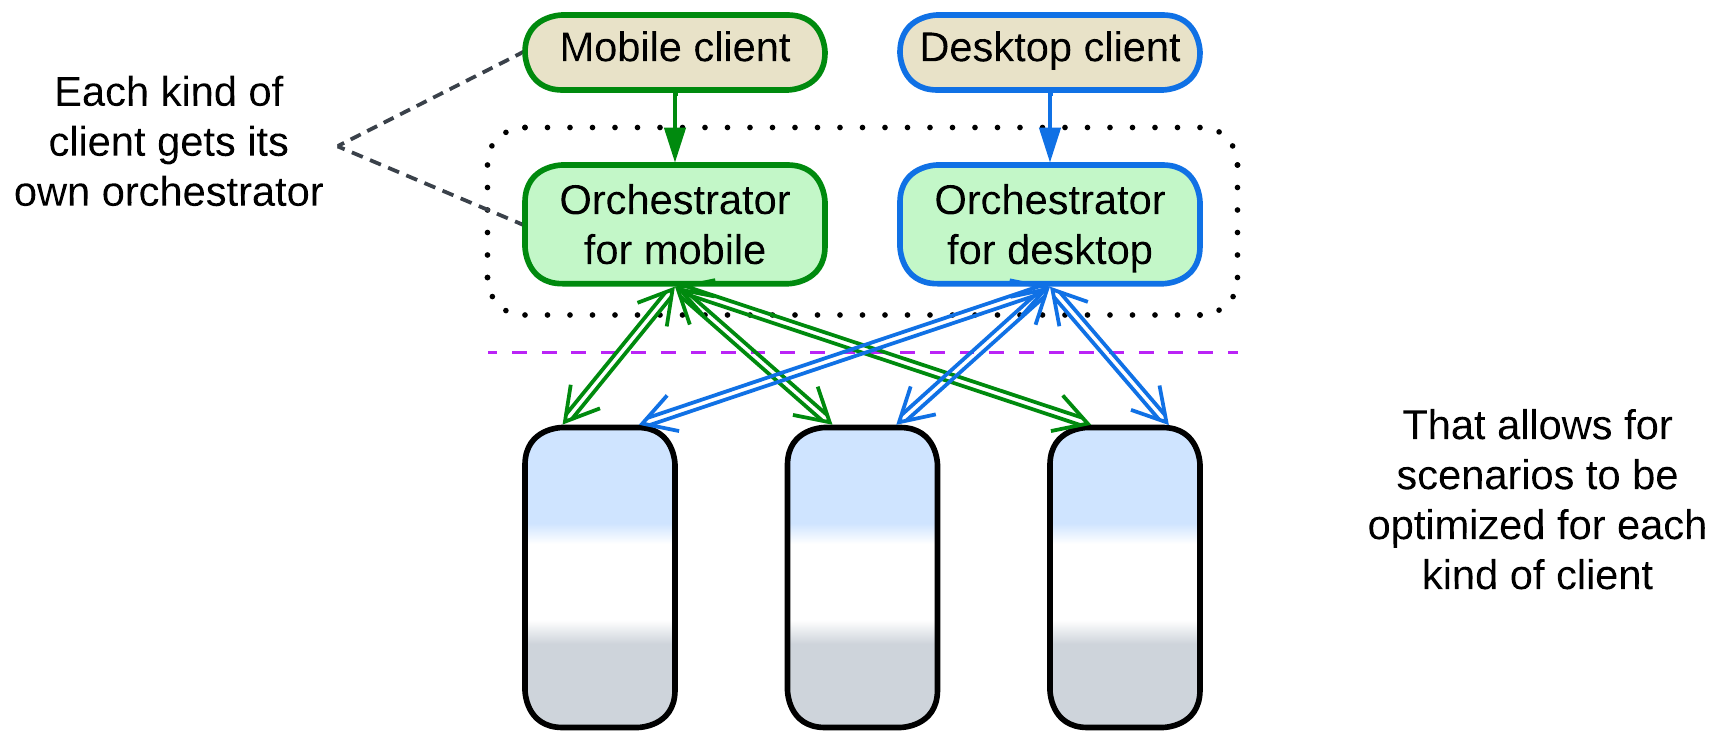 Mobile client
Desktop client
Each kind of
client gets its
own orchestrator
Orchestrator
for mobile
Orchestrator
for desktop
That allows for
scenarios to be
optimized for each
kind of client